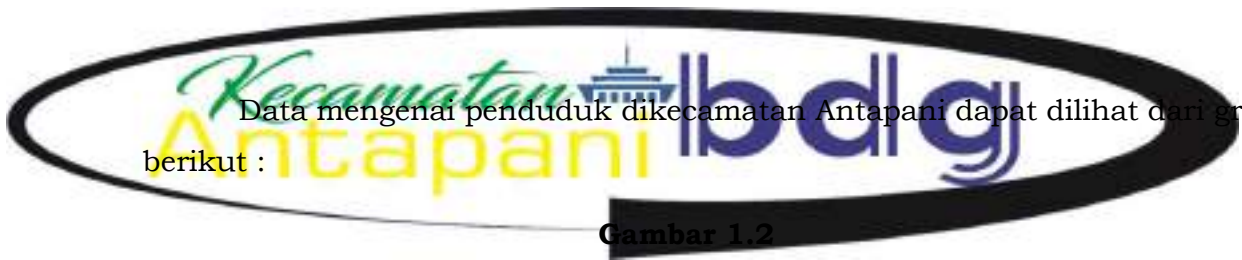 Kecamatan
Antapani bdg
Data mengenai penduduk dikecamatan Antapani dapat dilihat dari gr
berikut :
Gambar 1.2